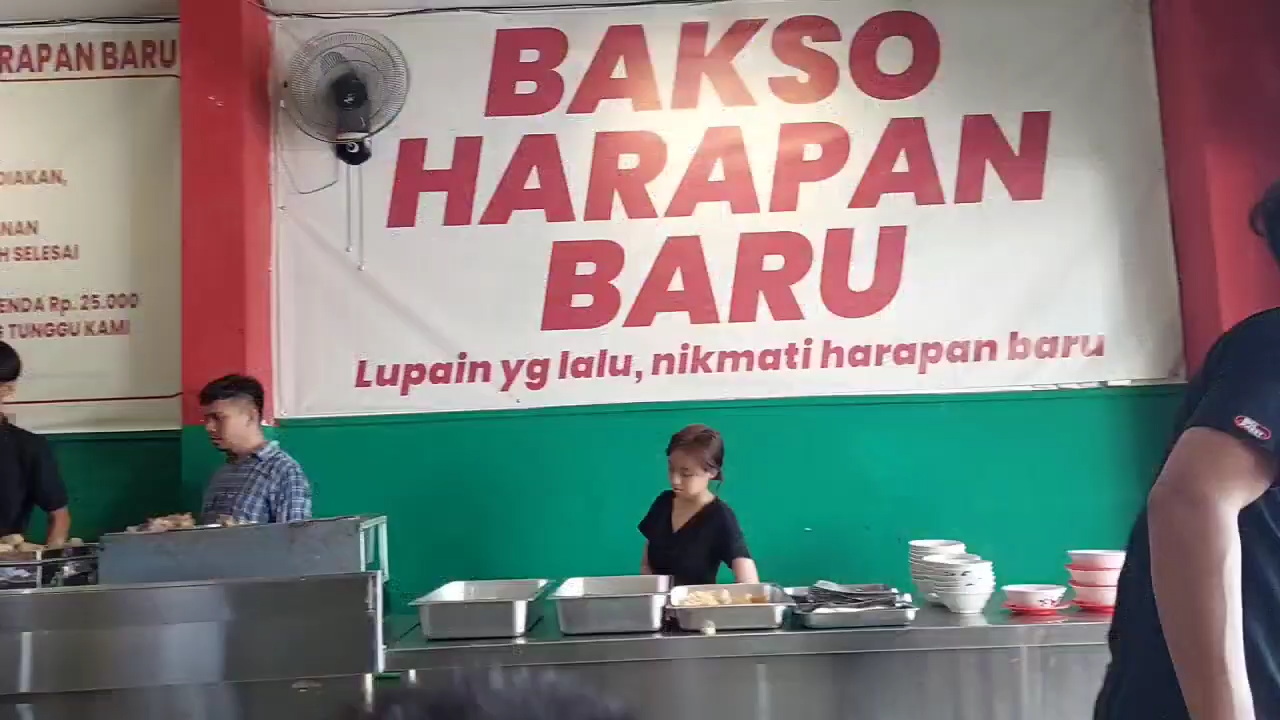 RAPAN BARU
DIAKAN,
NAN
H SELESAI
ENDA Rp. 25.000
TUNGGU KAMI
BAKSO
HARAPAN
BARU
Lupain yg lalu, nikmati harapan baru